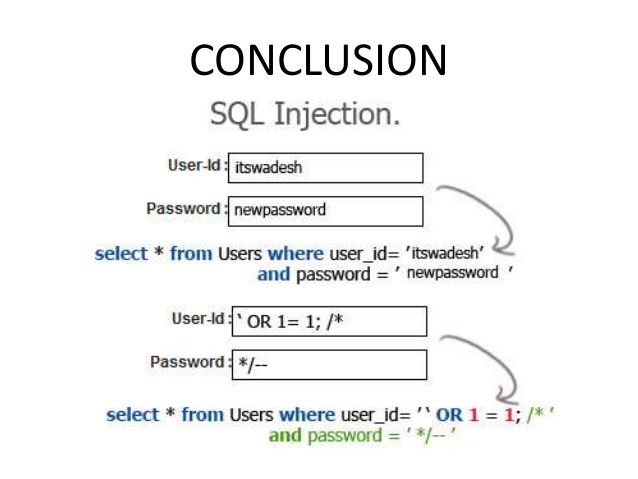 CONCLUSION
SQL Injection.
User-Id : itswadesh
Password : newpassword
select * from Users where user_id= 'itswadesh'
and password = ' newpassword '
User-Id : ` OR 1= 1; /*
Password : */--
select * from Users where user_id= '` OR 1 = 1; /* '
and password = ' */-- '